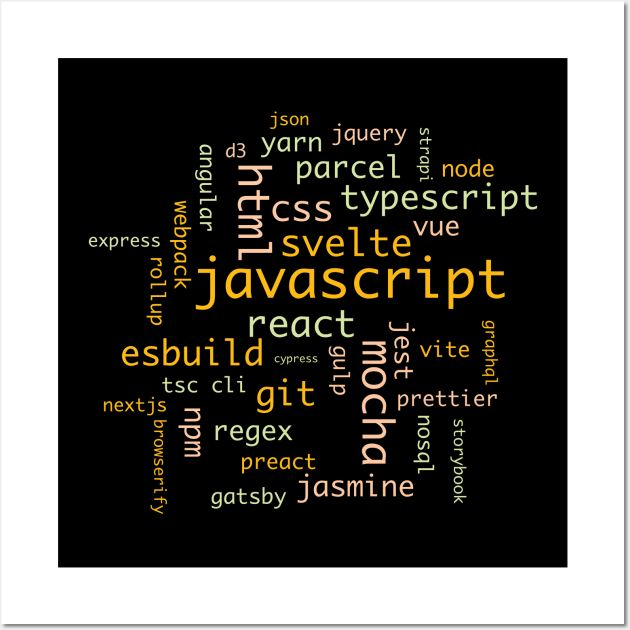 json
yarn
jquery
d3
strapi
angular
parcel
node
html
typescript
css
webpack
vue
svelte
express
rollup
javascript
react
jest
graphql
esbuild
cypress
gulp
mocha
vite
tsc cli
git
prettier
nextjs
npm
regex
nosql
storybook
browserify
preact
jasmine
gatsby